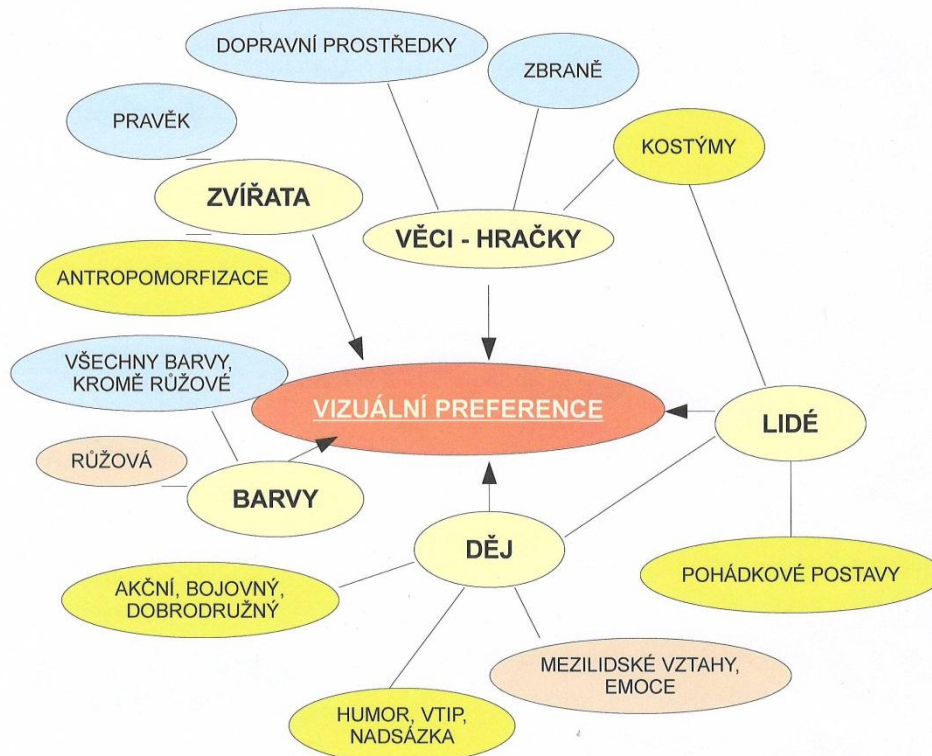 DOPRAVNÍ PROSTŘEDKY
ZBRANĚ
PRAVĚK
KOSTÝMY
ZVÍŘATA
VĚCI - HRAČKY
ANTROPOMORFIZACE
VŠECHNY BARVY,
KROMĚ RŮŽOVÉ
VIZUÁLNÍ PREFERENCE
LIDÉ
RŮŽOVÁ
BARVY
DĚJ
AKČNÍ, BOJOVNÝ,
DOBRODRUŽNÝ
POHÁDKOVÉ POSTAVY
MEZILIDSKÉ VZTAHY,
EMOCE
HUMOR, VTIP,
NADSÁZKA